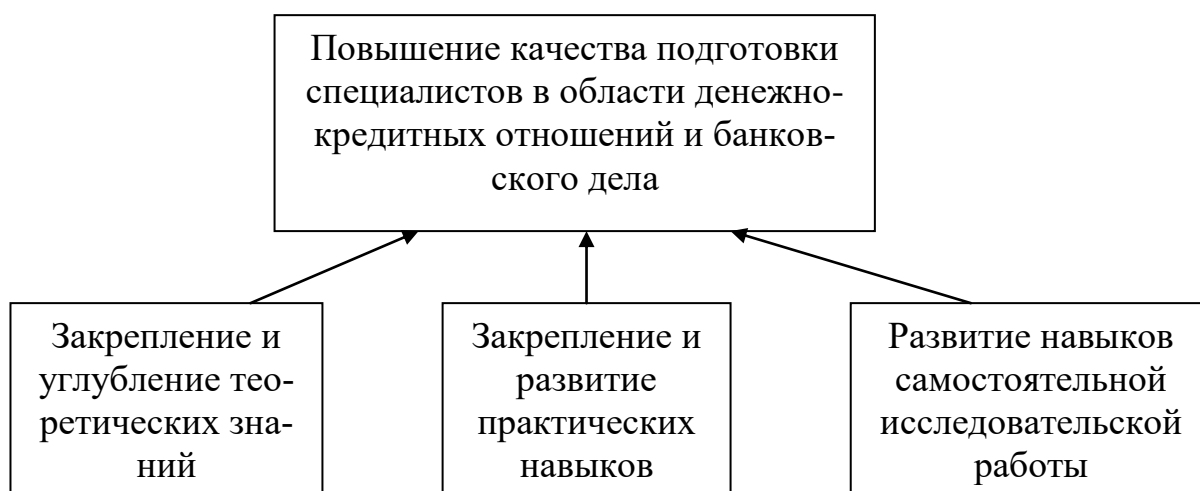 Повышение качества подготовки
специалистов в области денежно-
кредитных отношений и банков-
ского дела
Закрепление и
углубление тео-
ретических зна-
ний
Закрепление и
развитие
практических
навыков
Развитие навыков
самостоятельной
исследовательской
работы